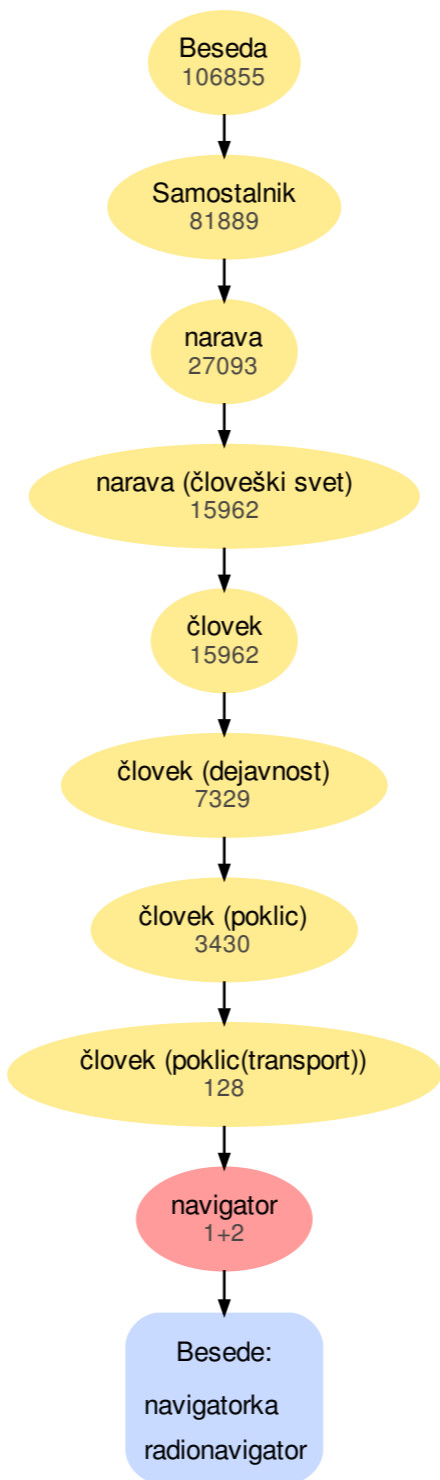 Beseda
106855
Samostalnik
81889
narava
27093
narava (človeški svet)
15962
človek
15962
človek (dejavnost)
7329
človek (poklic)
3430
človek (poklic(transport))
128
navigator
1+2
Besede:
navigatorka
radionavigator